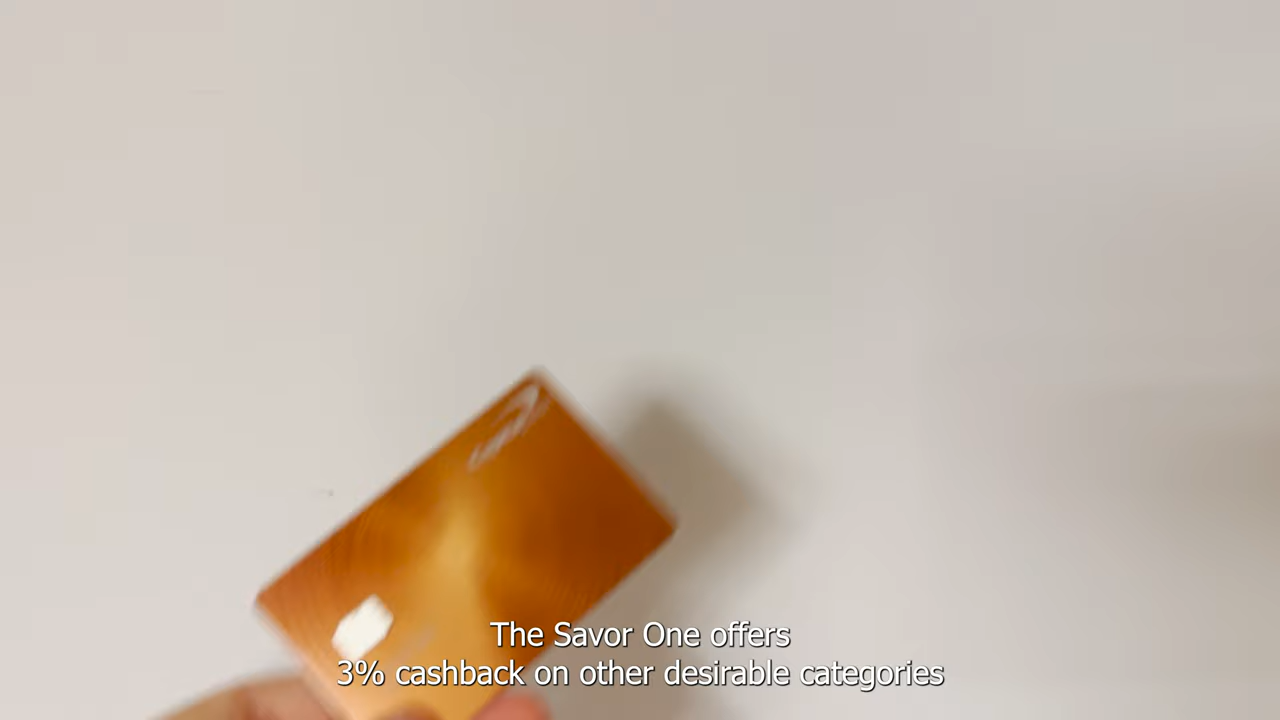 The Savor One offers
3% cashback on other desirable categories